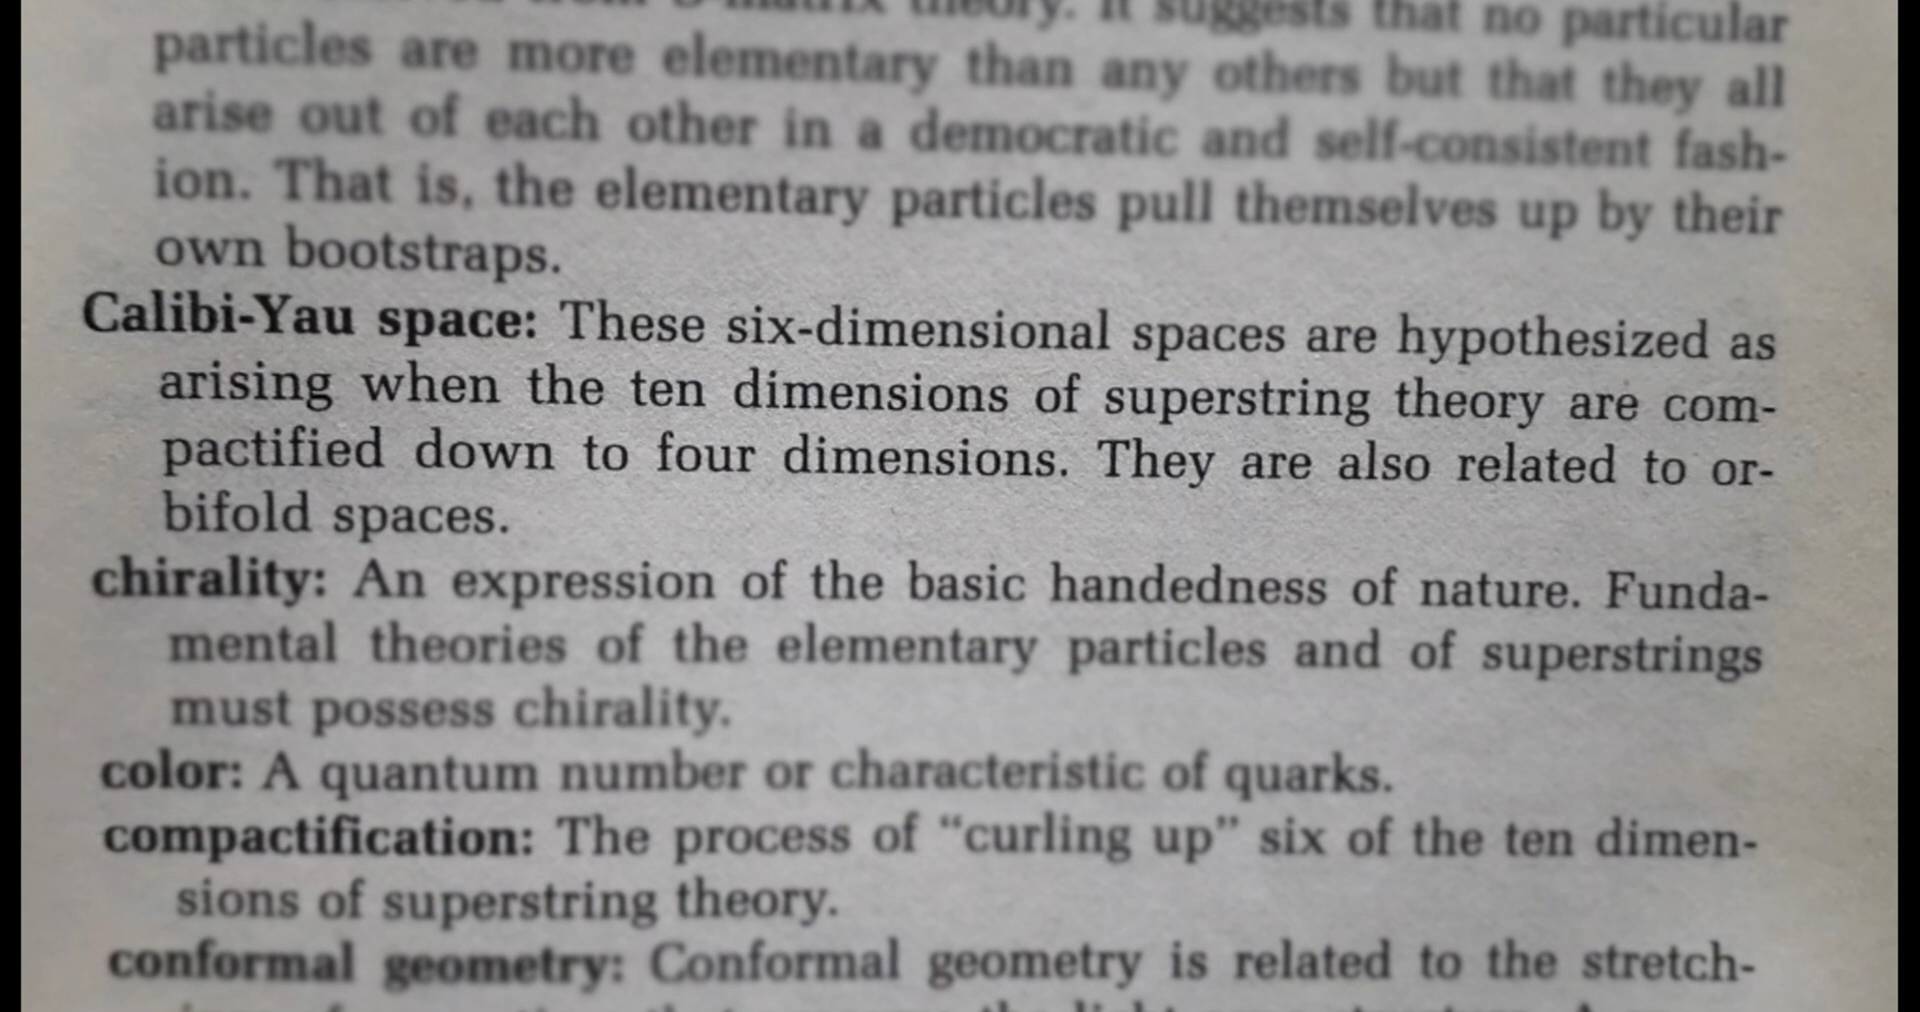 theory. It suggests that no particular
particles are more elementary than any others but that they all
arise out of each other in a democratic and self-consistent fash-
ion. That is, the elementary particles pull themselves up by their
own bootstraps.
Calibi-Yau space: These six-dimensional spaces are hypothesized as
arising when the ten dimensions of superstring theory are com-
pactified down to four dimensions. They are also related to or-
bifold spaces.
chirality: An expression of the basic handedness of nature. Funda-
mental theories of the elementary particles and of superstrings
must possess chirality.
color: A quantum number or characteristic of quarks.
compactification: The process of “curling up” six of the ten dimen-
sions of superstring theory.
conformal geometry: Conformal geometry is related to the stretch-